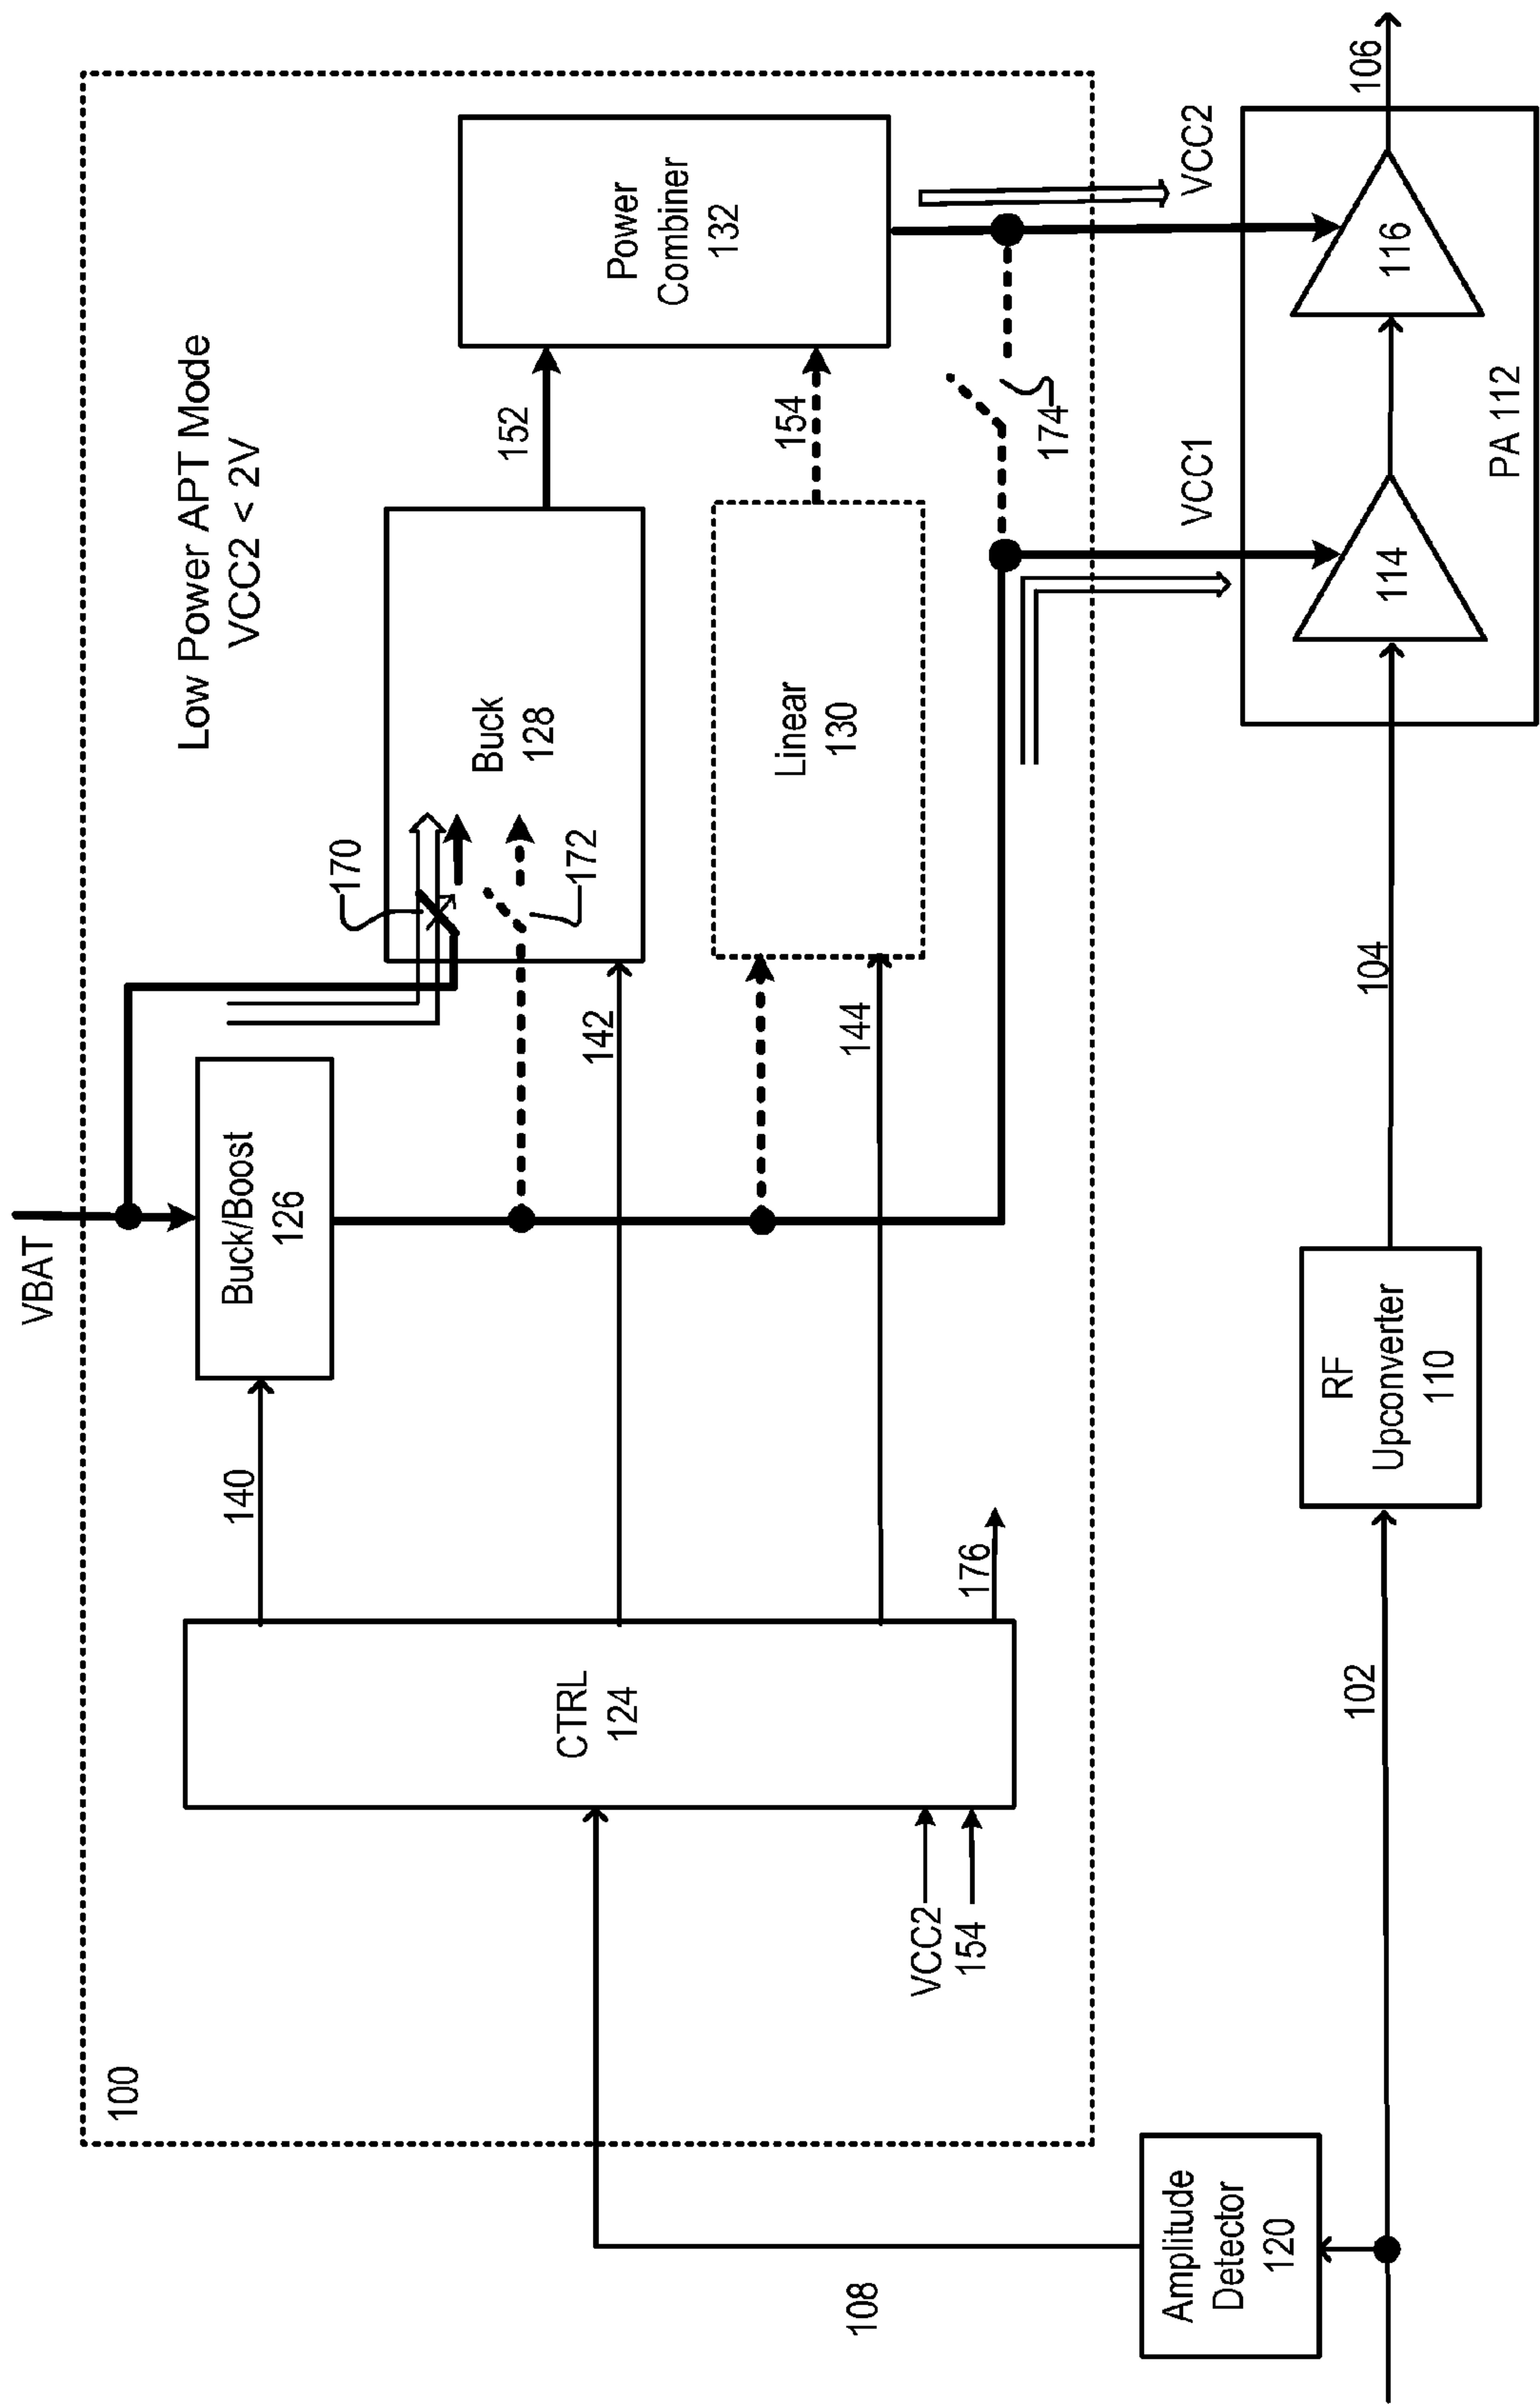 VBAT
100
Low Power APT Mode
VCC2 < 2V
140
Buck/Boost
126
170
172
Buck
128
152
Power
Combiner
132
142
CTRL
124
144
Linear
130
154
174
176
VCC2
154
VCC1
VCC2
108
Amplitude
Detector
120
102
RF
Upconverter
110
104
114
116
PA 112
106